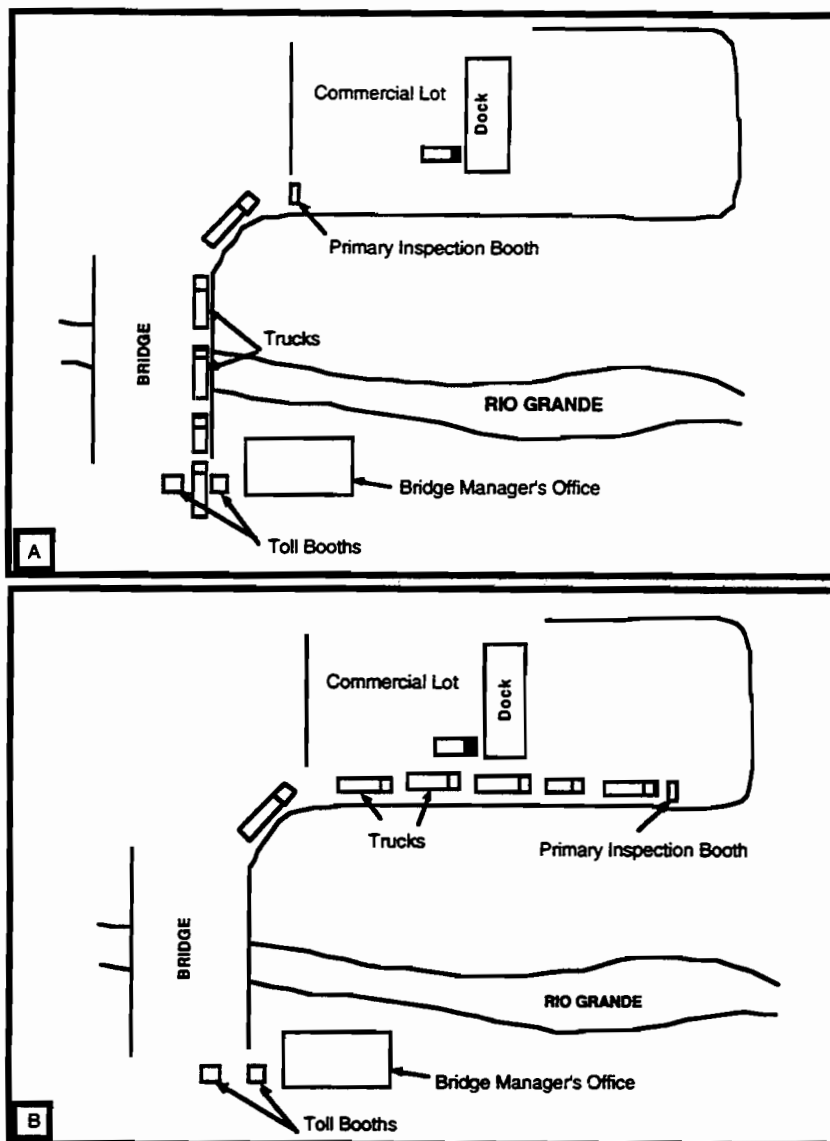 Commercial Lot
Dock
Primary Inspection Booth
Trucks
BRIDGE
RIO GRANDE
Bridge Manager's Office
Toll Booths
A
Commercial Lot
Dock
Trucks
Primary Inspection Booth
BRIDGE
RIO GRANDE
Bridge Manager's Office
Toll Booths
B